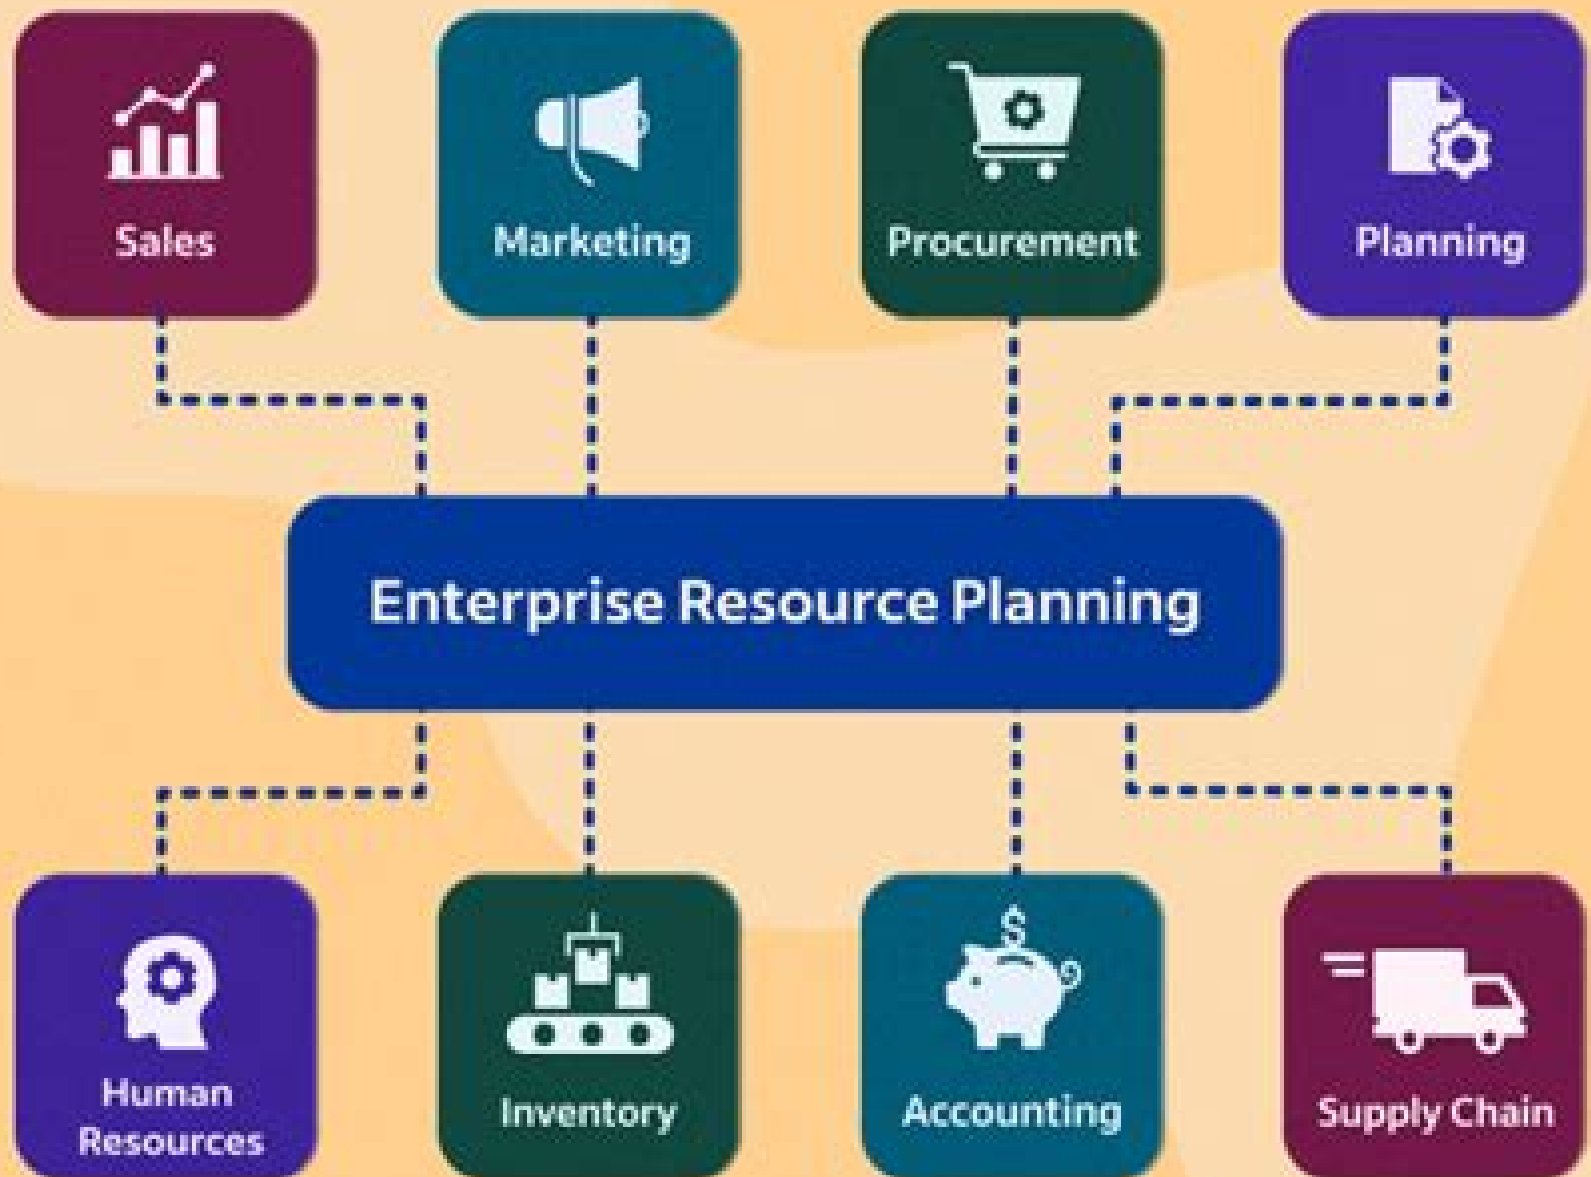 Sales
Marketing
Procurement
Planning
Enterprise Resource Planning
Human
Resources
Inventory
$
Accounting
Supply Chain